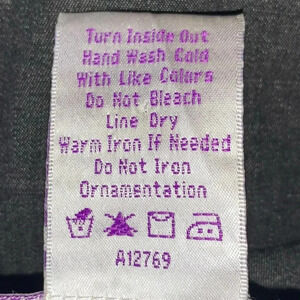 Turn Inside Out
Hand Wash Cold
With Like Colors
Do Not Bleach
Line Dry
Warm Iron If Needed
Do Not Iron
Ornamentation
A12769